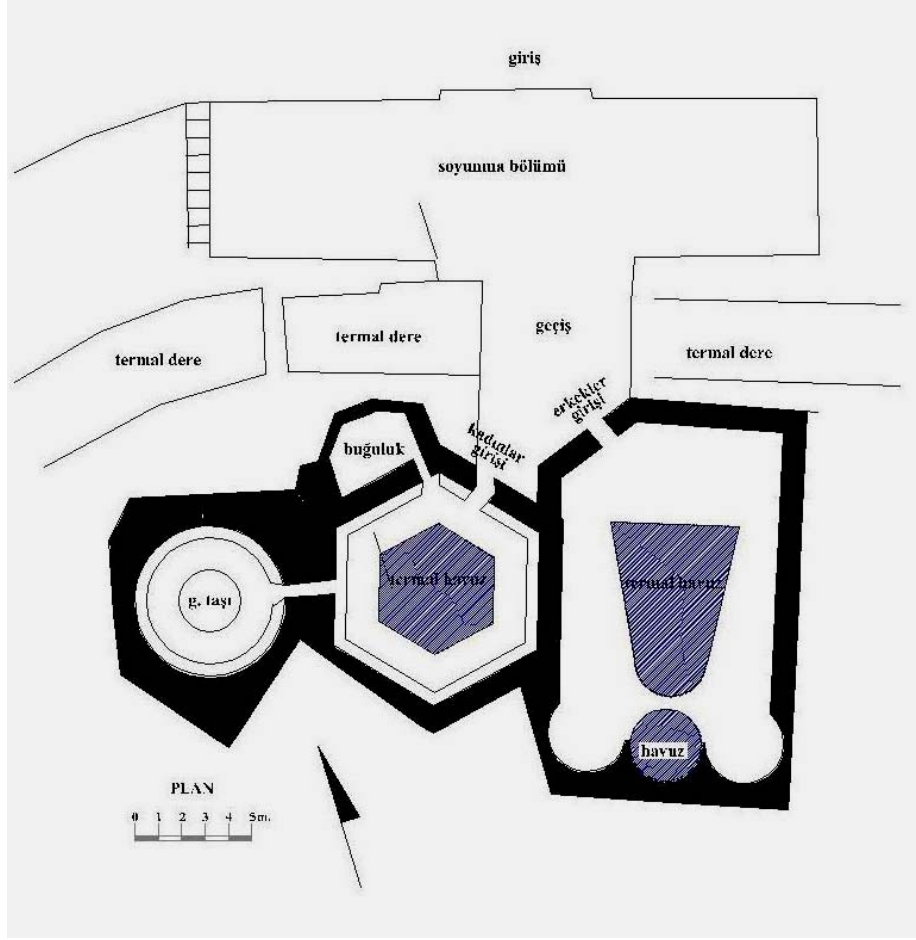 giriş
soyunma bölümü
geçiş
termal dere
termal dere
termal dere
erkekler
girişi
kadınlar
girişi
buğuluk
termal havuz
termal havuz
g. taşı
havuz
PLAN
0 1 2 3 4 5m.